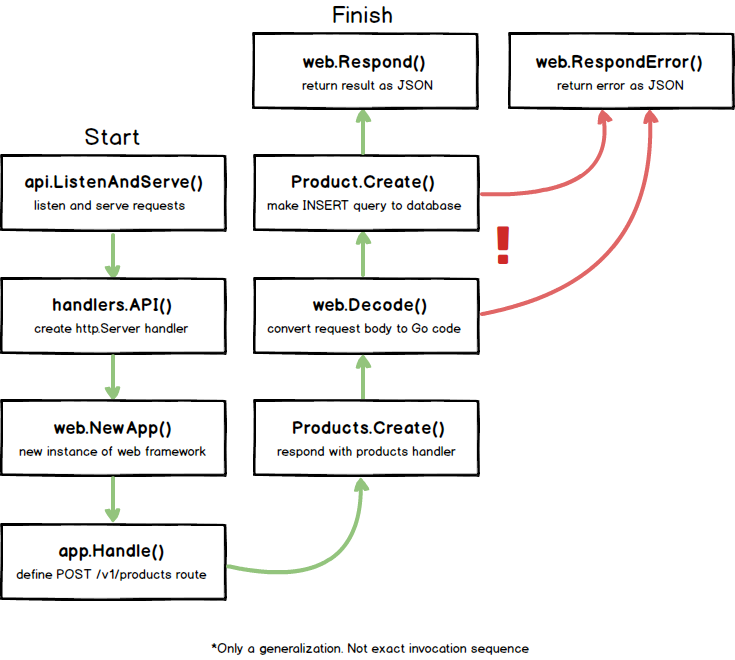 Finish
web.Respond()
return result as JSON
web.RespondError()
return error as JSON
Start
api.ListenAndServe()
listen and serve requests
Product.Create()
make INSERT query to database
!
handlers.API()
create http.Server handler
web.Decode()
convert request body to Go code
web.NewApp()
new instance of web framework
Products.Create()
respond with products handler
app.Handle()
define POST /v1/products route
*Only a generalization. Not exact invocation sequence